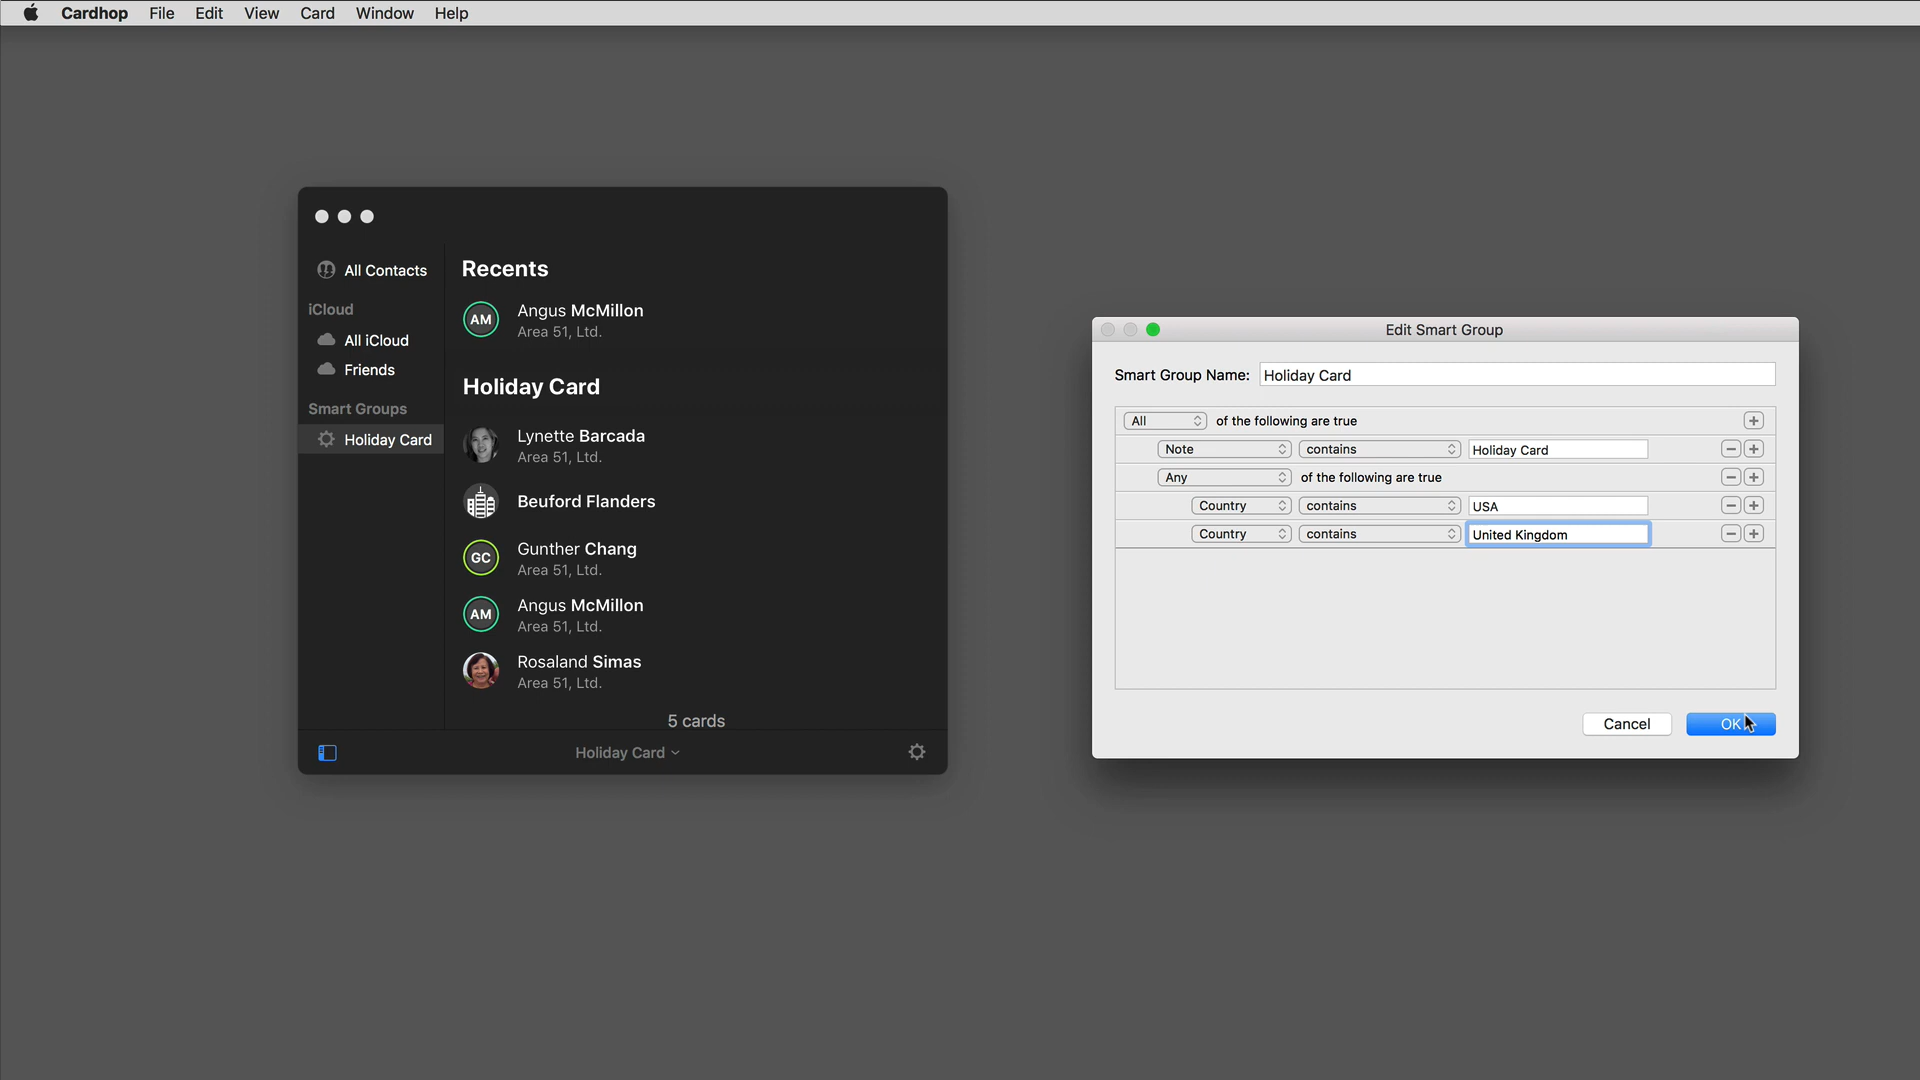 Cardhop File Edit View Card Window Help
All Contacts
iCloud
All iCloud
Friends
Smart Groups
Holiday Card
Recents
AM
Angus McMillon
Area 51, Ltd.
Holiday Card
Lynette Barcada
Area 51, Ltd.
Beuford Flanders
GC
Gunther Chang
Area 51, Ltd.
AM
Angus McMillon
Area 51, Ltd.
Rosaland Simas
Area 51, Ltd.
5 cards
Holiday Card
Edit Smart Group
Smart Group Name: Holiday Card
All of the following are true
Note contains Holiday Card
Any of the following are true
Country contains USA
Country contains United Kingdom
Cancel OK